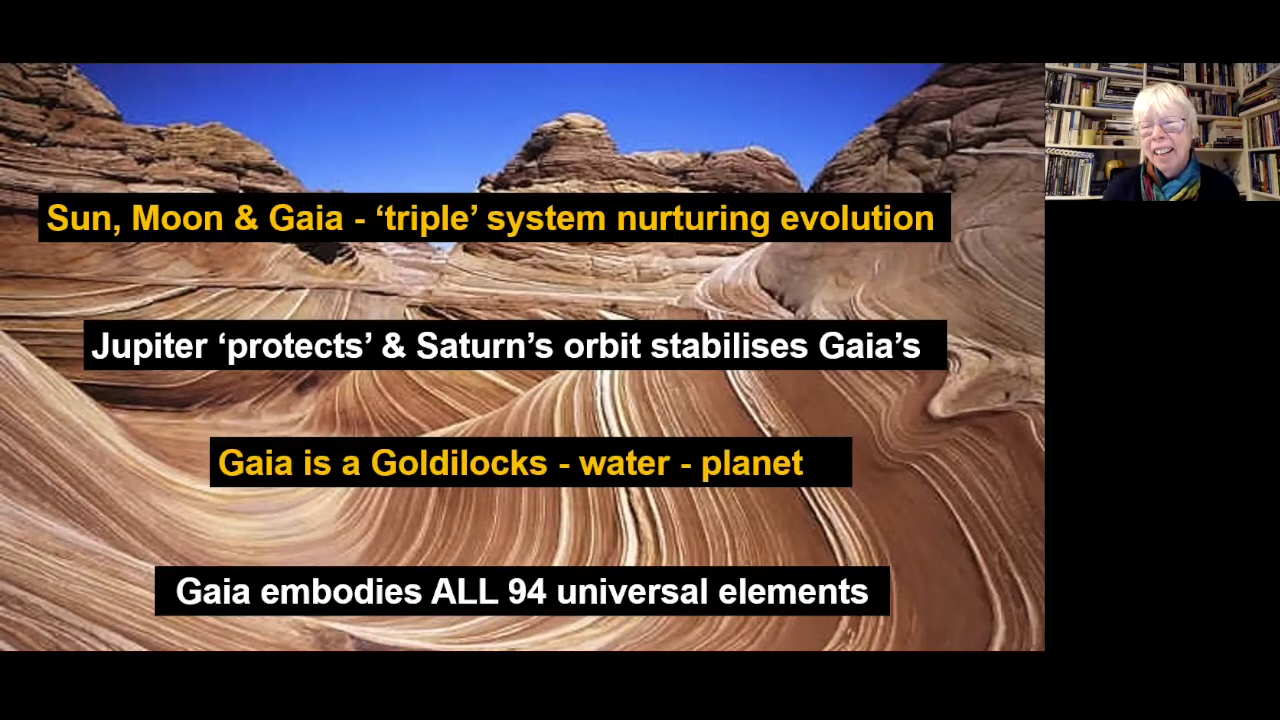 Sun, Moon & Gaia - ‘triple’ system nurturing evolution
Jupiter ‘protects’ & Saturn’s orbit stabilises Gaia’s
Gaia is a Goldilocks - water - planet
Gaia embodies ALL 94 universal elements